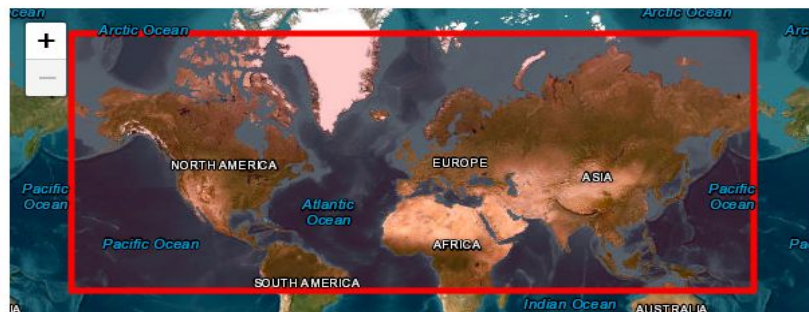 Arctic Ocean
Arctic Ocean
+
−
NORTH AMERICA
EUROPE
ASIA
Pacific
Ocean
Atlantic
Ocean
Pacific
Ocean
Pacific Ocean
AFRICA
SOUTH AMERICA
Indian Ocean
AUSTRALIA